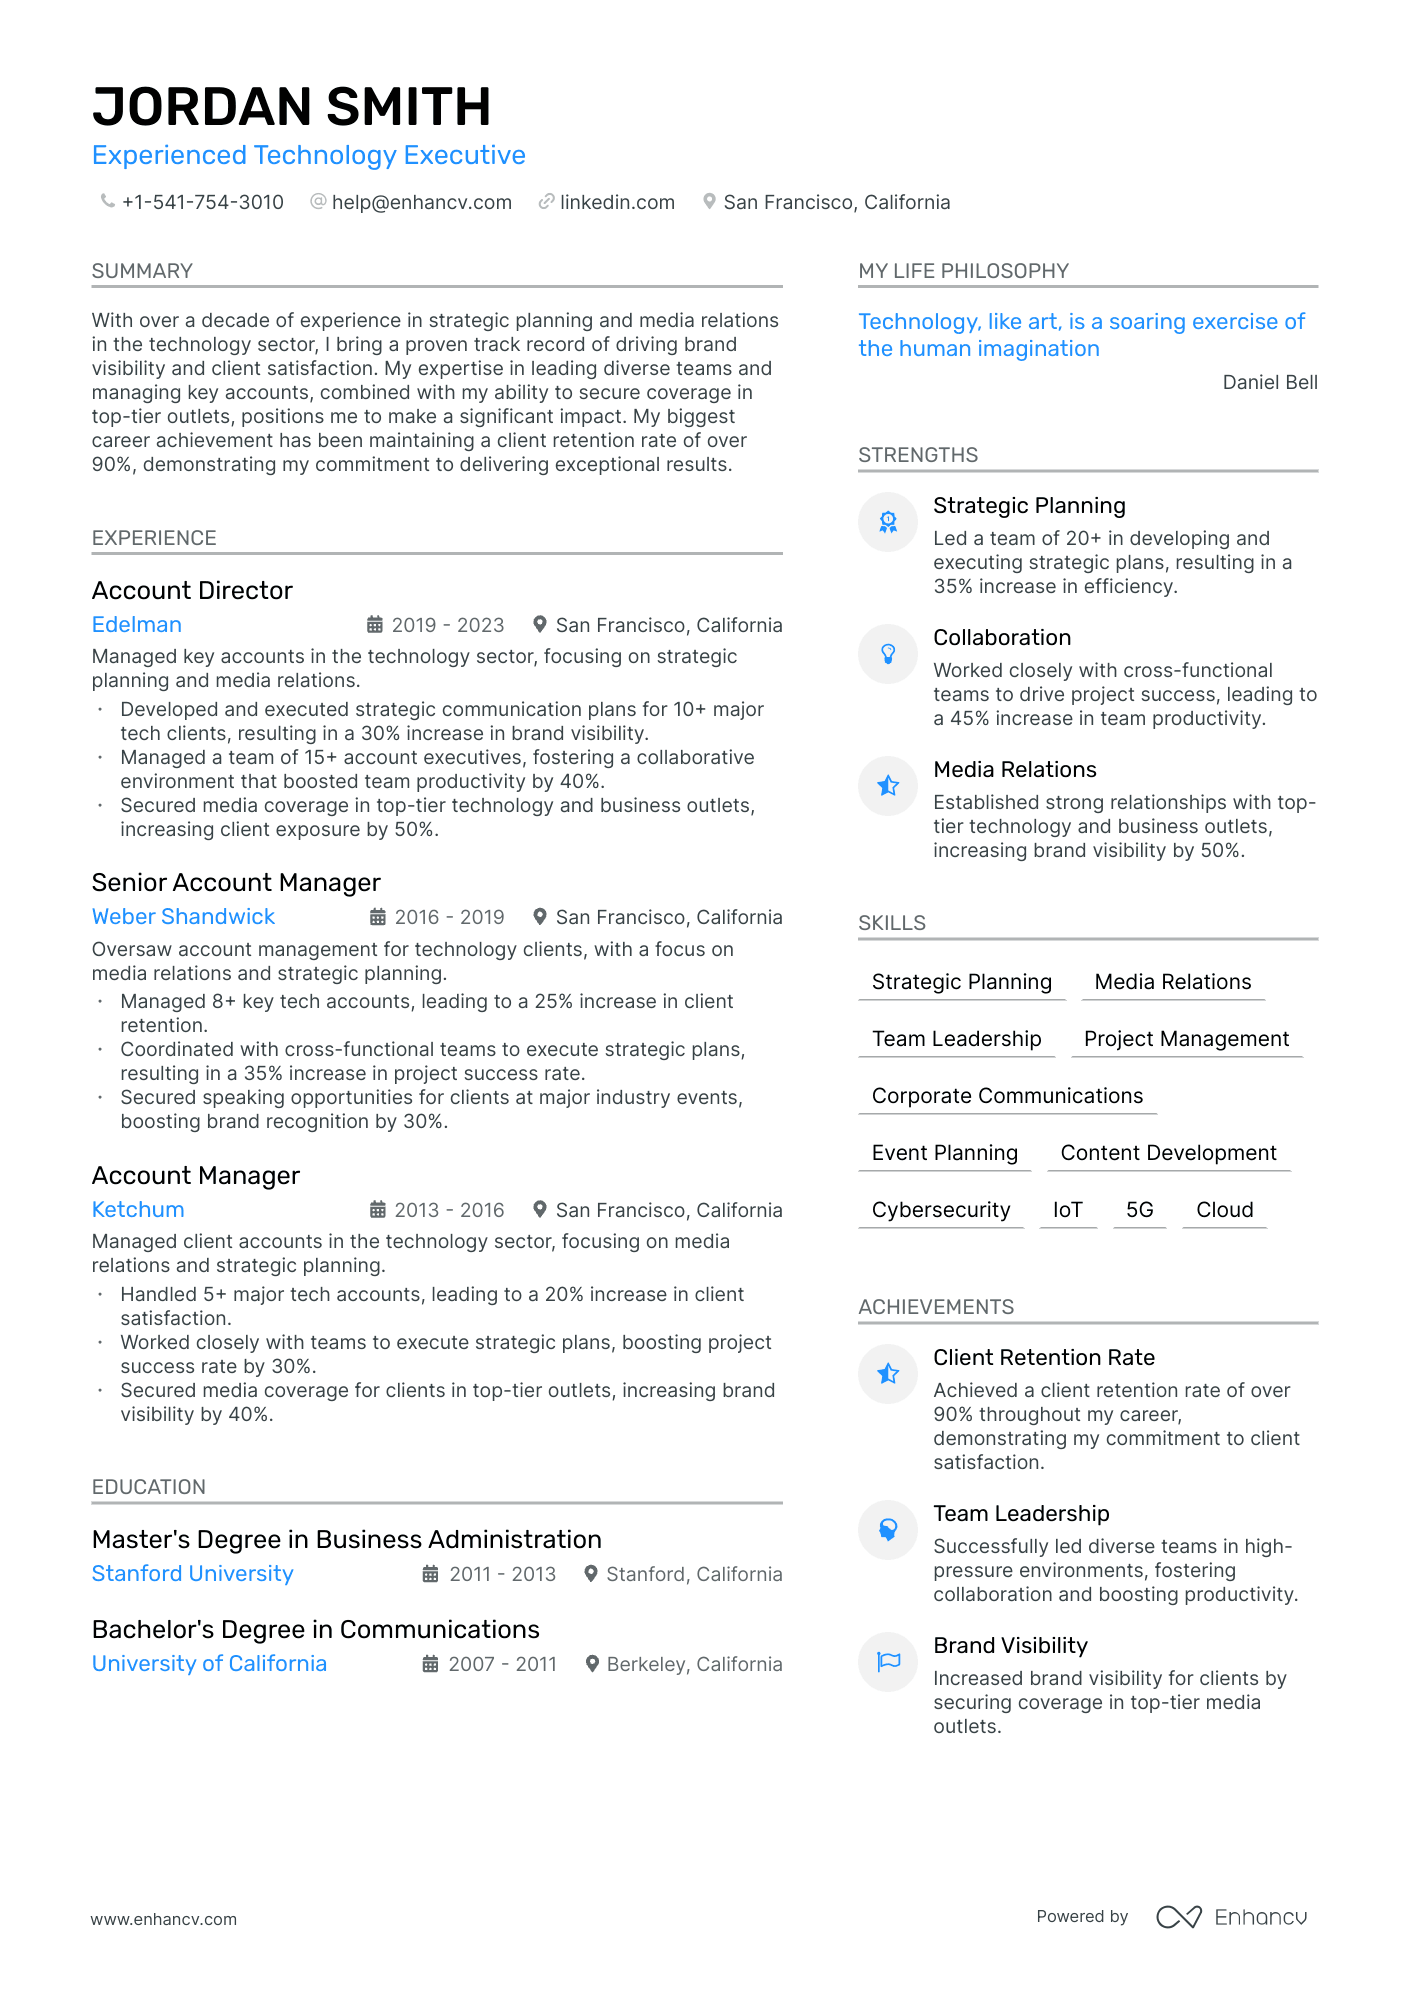 JORDAN SMITH
Experienced Technology Executive
+1-541-754-3010 help@enhancv.com linkedin.com San Francisco, California
SUMMARY
With over a decade of experience in strategic planning and media relations
in the technology sector, I bring a proven track record of driving brand
visibility and client satisfaction. My expertise in leading diverse teams and
managing key accounts, combined with my ability to secure coverage in
top-tier outlets, positions me to make a significant impact. My biggest
career achievement has been maintaining a client retention rate of over
90%, demonstrating my commitment to delivering exceptional results.
EXPERIENCE
Account Director
Edelman 2019 - 2023 San Francisco, California
Managed key accounts in the technology sector, focusing on strategic
planning and media relations.
• Developed and executed strategic communication plans for 10+ major
tech clients, resulting in a 30% increase in brand visibility.
• Managed a team of 15+ account executives, fostering a collaborative
environment that boosted team productivity by 40%.
• Secured media coverage in top-tier technology and business outlets,
increasing client exposure by 50%.
Senior Account Manager
Weber Shandwick 2016 - 2019 San Francisco, California
Oversaw account management for technology clients, with a focus on
media relations and strategic planning.
• Managed 8+ key tech accounts, leading to a 25% increase in client
retention.
• Coordinated with cross-functional teams to execute strategic plans,
resulting in a 35% increase in project success rate.
• Secured speaking opportunities for clients at major industry events,
boosting brand recognition by 30%.
Account Manager
Ketchum 2013 - 2016 San Francisco, California
Managed client accounts in the technology sector, focusing on media
relations and strategic planning.
• Handled 5+ major tech accounts, leading to a 20% increase in client
satisfaction.
• Worked closely with teams to execute strategic plans, boosting project
success rate by 30%.
• Secured media coverage for clients in top-tier outlets, increasing brand
visibility by 40%.
EDUCATION
Master's Degree in Business Administration
Stanford University 2011 - 2013 Stanford, California
Bachelor's Degree in Communications
University of California 2007 - 2011 Berkeley, California
MY LIFE PHILOSOPHY
Technology, like art, is a soaring exercise of
the human imagination
Daniel Bell
STRENGTHS
Strategic Planning
Led a team of 20+ in developing and
executing strategic plans, resulting in a
35% increase in efficiency.
Collaboration
Worked closely with cross-functional
teams to drive project success, leading to
a 45% increase in team productivity.
Media Relations
Established strong relationships with top-
tier technology and business outlets,
increasing brand visibility by 50%.
SKILLS
Strategic Planning Media Relations
Team Leadership Project Management
Corporate Communications
Event Planning Content Development
Cybersecurity IoT 5G Cloud
ACHIEVEMENTS
Client Retention Rate
Achieved a client retention rate of over
90% throughout my career,
demonstrating my commitment to client
satisfaction.
Team Leadership
Successfully led diverse teams in high-
pressure environments, fostering
collaboration and boosting productivity.
Brand Visibility
Increased brand visibility for clients by
securing coverage in top-tier media
outlets.
www.enhancv.com
Powered by Enhancv